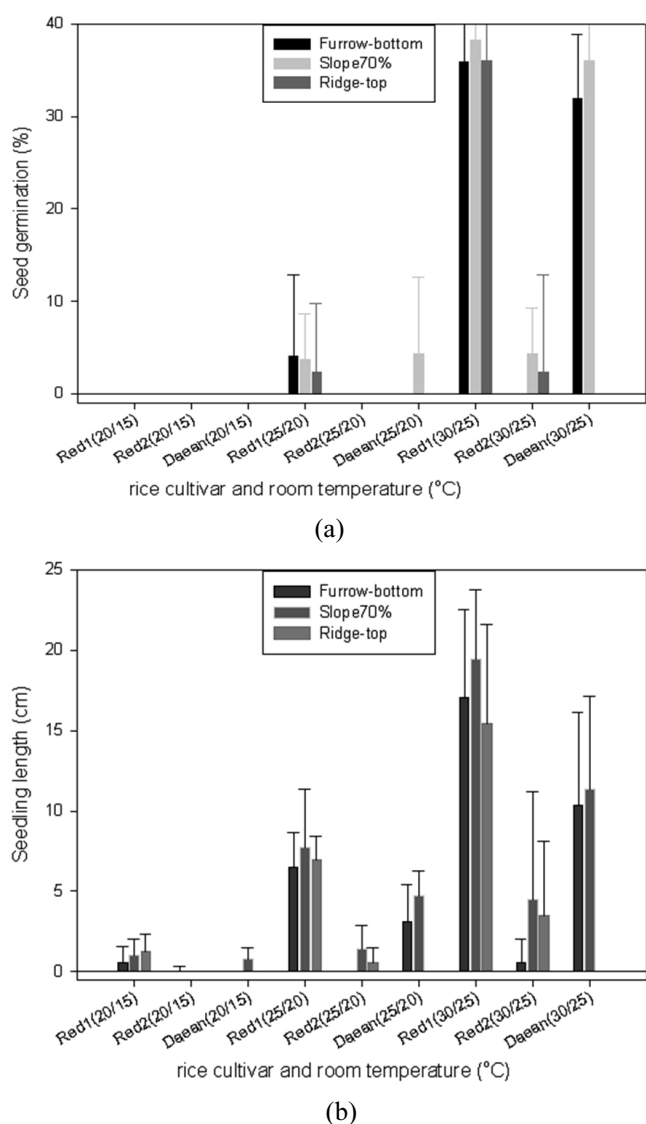 40
30
20
10
0
Seed germination (%)
Furrow-bottom
Slope70%
Ridge-top
Red1(20/15)
Red2(20/15)
Daean(20/15)
Red1(25/20)
Red2(25/20)
Daean(25/20)
Red1(30/25)
Red2(30/25)
Daean(30/25)
rice cultivar and room temperature (°C)
(a)
25
20
15
10
5
0
Seedling length (cm)
Furrow-bottom
Slope70%
Ridge-top
Red1(20/15)
Red2(20/15)
Daean(20/15)
Red1(25/20)
Red2(25/20)
Daean(25/20)
Red1(30/25)
Red2(30/25)
Daean(30/25)
rice cultivar and room temperature (°C)
(b)